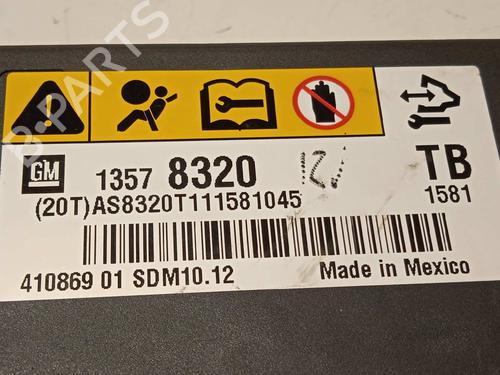 B-PARTS
GM
1357 8320
TB
(20T)AS8320T111581045
1581
410869 01 SDM10.12
Made in Mexico